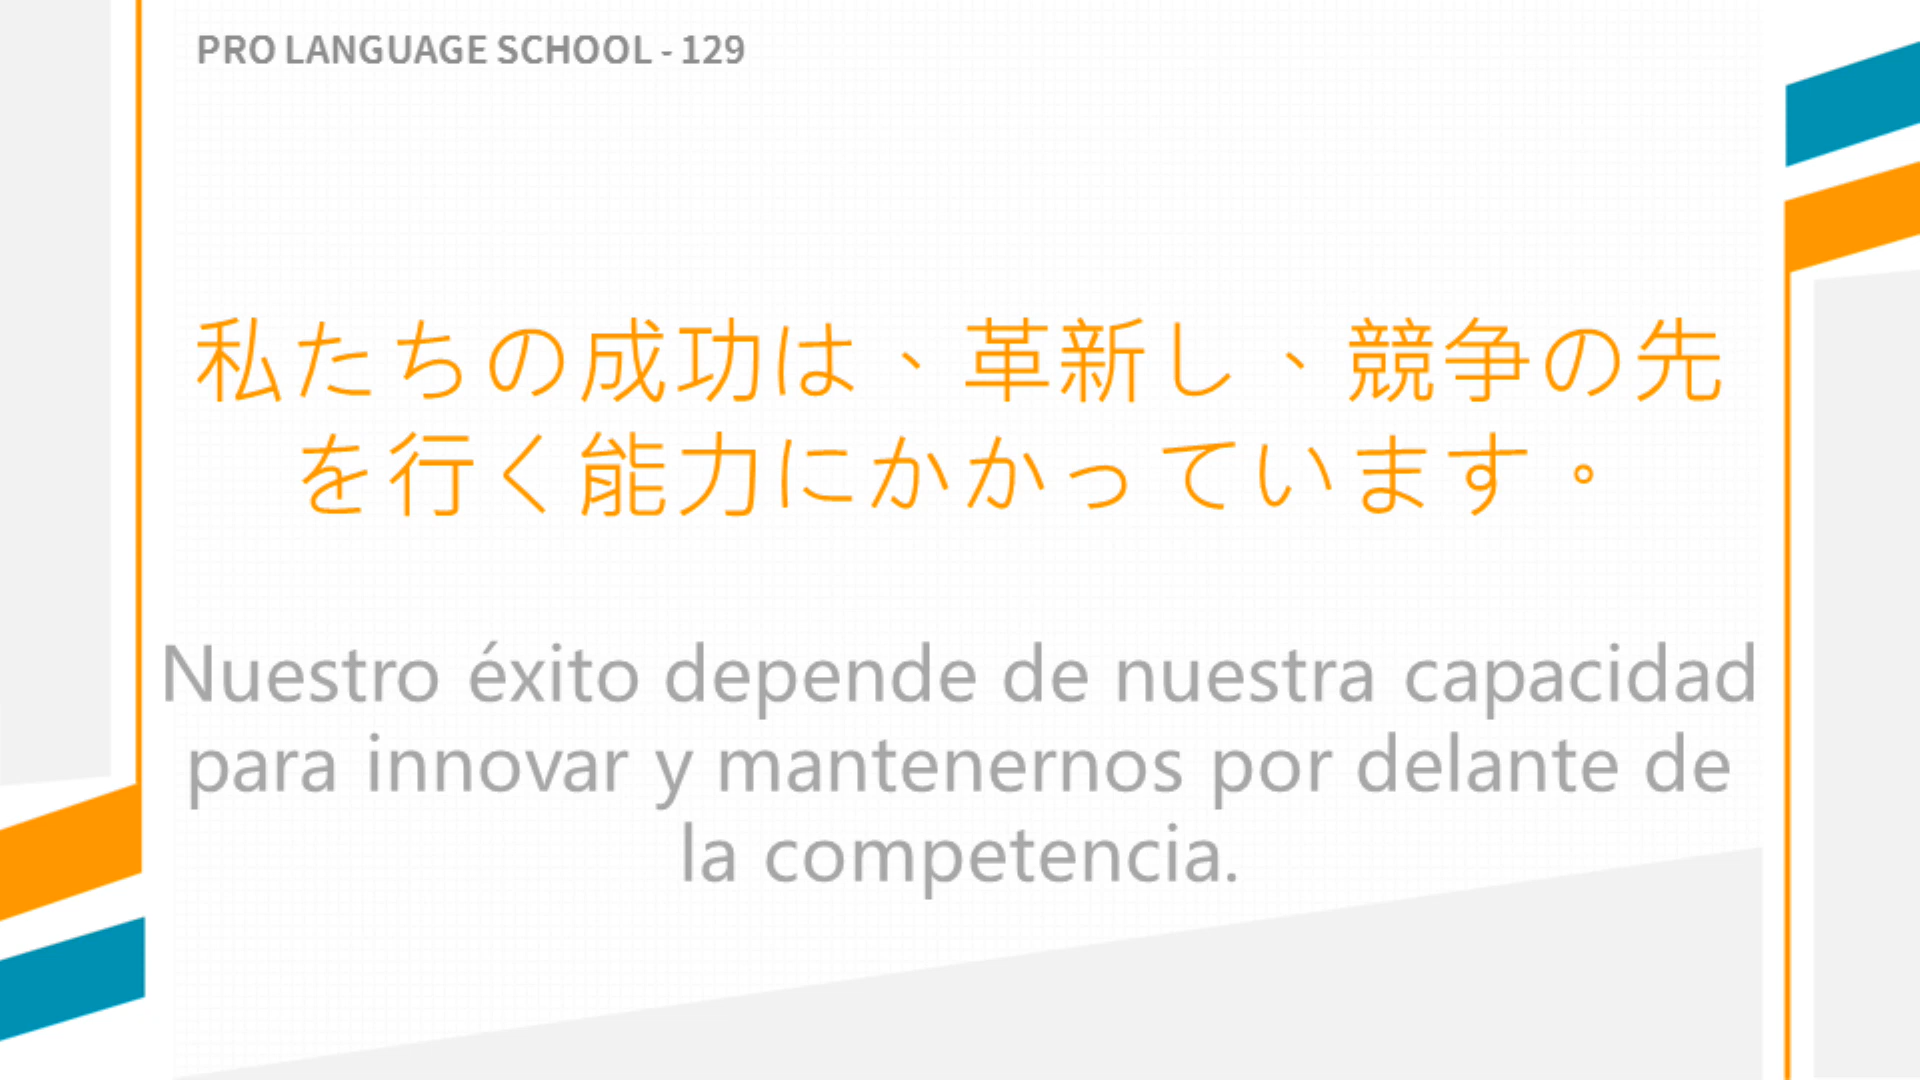 PRO LANGUAGE SCHOOL - 129
私たちの成功は、革新し、競争の先
を行く能力にかかっています。
Nuestro éxito depende de nuestra capacidad
para innovar y mantenernos por delante de
la competencia.